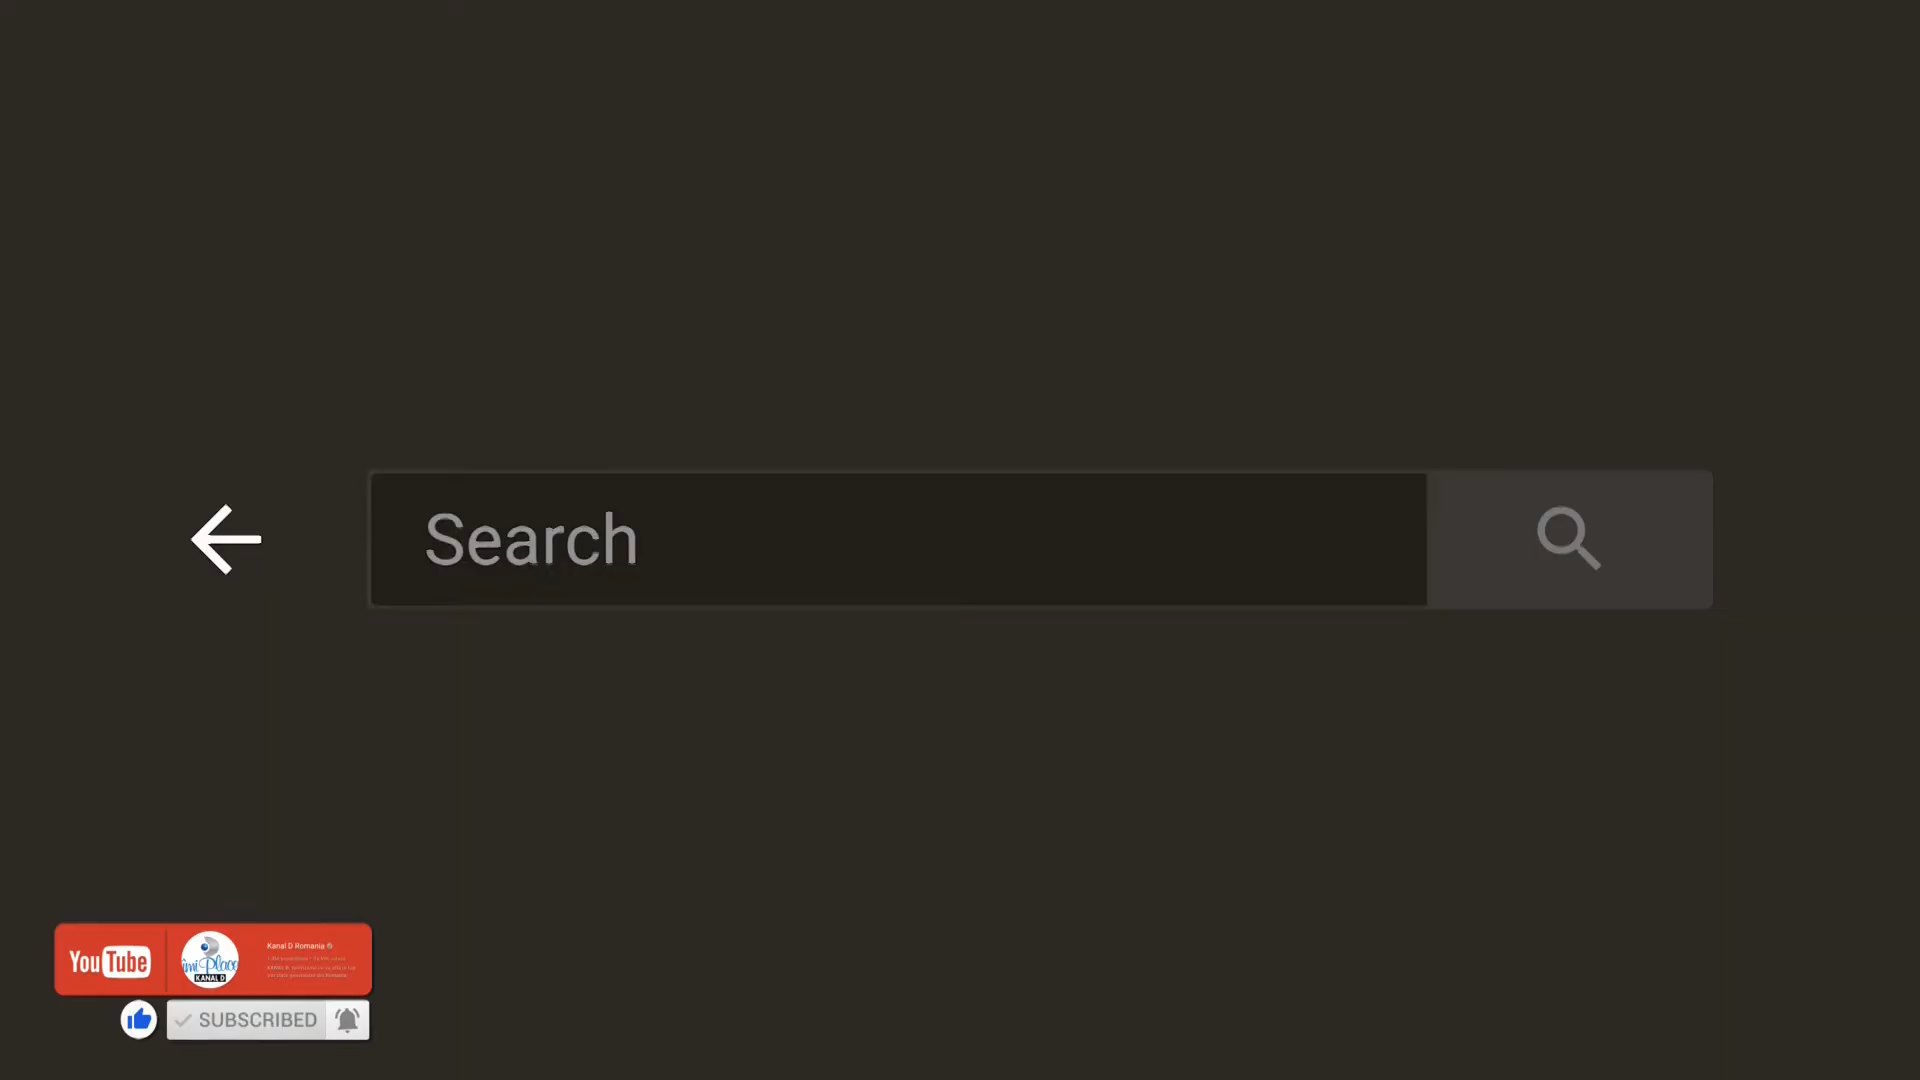 Search
YouTube
îmi Place
KANAL D
Kanal D Romania
SUBSCRIBED